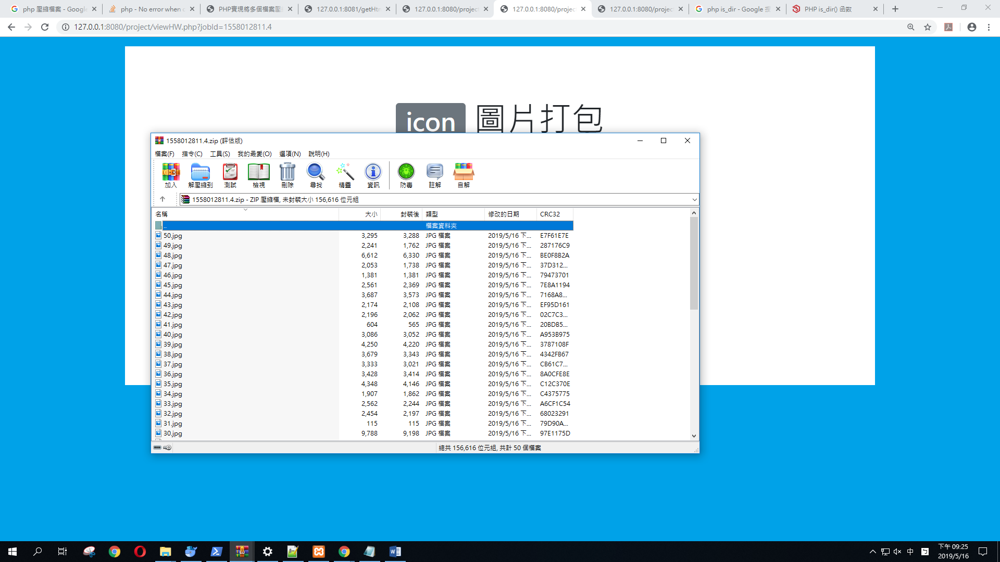 php 壓縮檔案 - Google
php - No error when
PHP實現將多個檔案壓
127.0.0.1:8081/getHt
127.0.0.1:8080/project
127.0.0.1:8080/project
127.0.0.1:8080/project
php is_dir - Google 搜
PHP is_dir() 函数
127.0.0.1:8080/project/viewHW.php?jobId=1558012811.4
icon 圖片打包
1558012811.4.zip (評估版)
檔案(F) 指令(C) 工具(S) 我的最愛(O) 選項(N) 說明(H)
加入 解壓縮到 測試 檢視 刪除 尋找 精靈 資訊 防毒 註解 自解
1558012811.4.zip - ZIP 壓縮檔, 未封裝大小 156,616 位元組
名稱 大小 封裝後 類型 修改的日期 CRC32
.. 檔案資料夾
50.jpg 3,295 3,288 JPG 檔案 2019/5/16 下... E7F61E7E
49.jpg 2,241 1,762 JPG 檔案 2019/5/16 下... 287176C9
48.jpg 6,612 6,330 JPG 檔案 2019/5/16 下... BE0F8B2A
47.jpg 2,053 1,738 JPG 檔案 2019/5/16 下... 37D312...
46.jpg 1,381 1,381 JPG 檔案 2019/5/16 下... 79473701
45.jpg 2,561 2,369 JPG 檔案 2019/5/16 下... 7E8A1194
44.jpg 3,687 3,573 JPG 檔案 2019/5/16 下... 7168A8...
43.jpg 2,174 2,108 JPG 檔案 2019/5/16 下... EF95D161
42.jpg 2,196 2,062 JPG 檔案 2019/5/16 下... 02C7C3...
41.jpg 604 565 JPG 檔案 2019/5/16 下... 20BDB5...
40.jpg 3,086 3,052 JPG 檔案 2019/5/16 下... A953B975
39.jpg 4,250 4,220 JPG 檔案 2019/5/16 下... 3787108F
38.jpg 3,679 3,343 JPG 檔案 2019/5/16 下... 4342FB67
37.jpg 3,333 3,021 JPG 檔案 2019/5/16 下... CB61C7...
36.jpg 3,428 3,414 JPG 檔案 2019/5/16 下... 8A0CFE8E
35.jpg 4,348 4,146 JPG 檔案 2019/5/16 下... C12C370E
34.jpg 1,907 1,862 JPG 檔案 2019/5/16 下... C4375775
33.jpg 2,562 2,244 JPG 檔案 2019/5/16 下... A6CF1C54
32.jpg 2,454 2,197 JPG 檔案 2019/5/16 下... 68023291
31.jpg 115 115 JPG 檔案 2019/5/16 下... 79D90A...
30.jpg 9,788 9,198 JPG 檔案 2019/5/16 下... 97E1175D
總共 156,616 位元組, 共計 50 個檔案
中
下午 09:25
2019/5/16